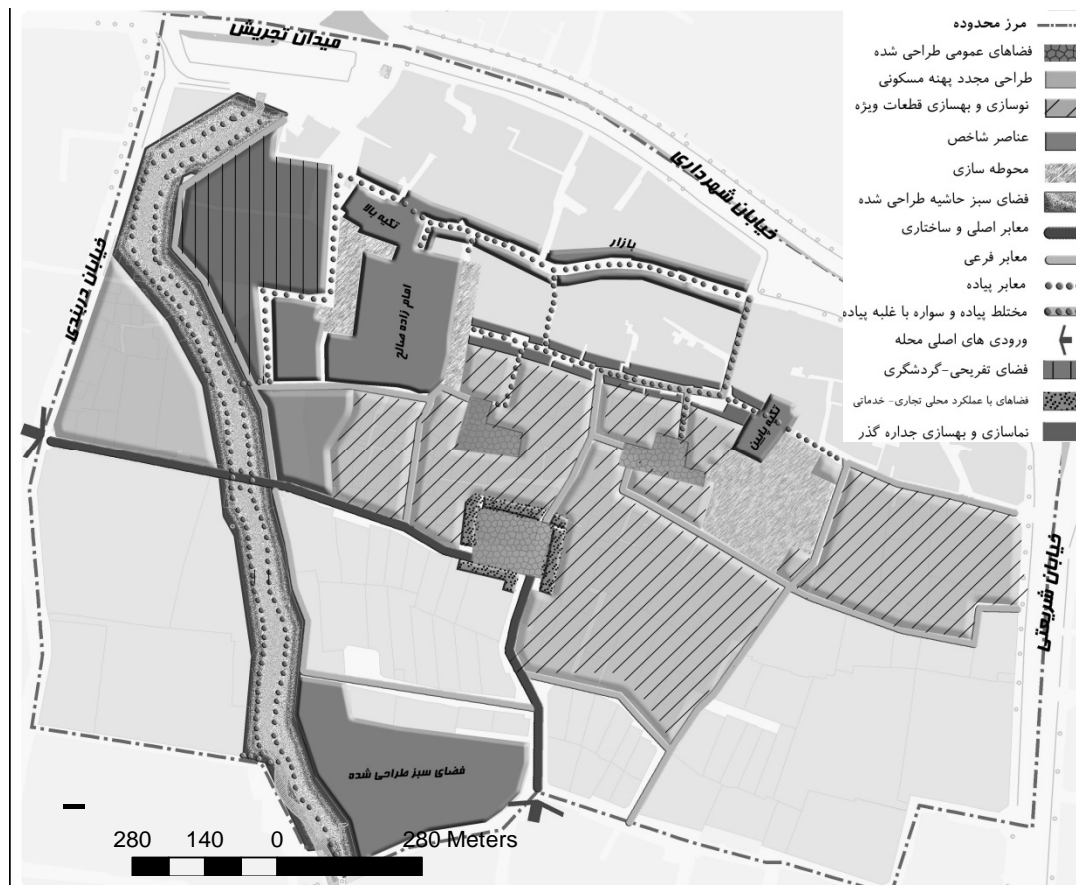 میدان تجریش
خیابان شهرداری
خیابان دربندی
خیابان شریعتی
تکیه بالا
بازار
امام زاده صالح
تکیه پایین
فضای سبز طراحی شده
مرز محدوده
فضاهای عمومی طراحی شده
طراحی مجدد پهنه مسکونی
نوسازی و بهسازی قطعات ویژه
عناصر شاخص
محوطه سازی
فضای سبز حاشیه طراحی شده
معابر اصلی و ساختاری
معابر فرعی
معابر پیاده
مختلط پیاده و سواره با غلبه پیاده
ورودی های اصلی محله
فضای تفریحی-گردشگری
فضاهای با عملکرد محلی تجاری- خدماتی
نماسازی و بهسازی جداره گذر
280 140 0 280 Meters